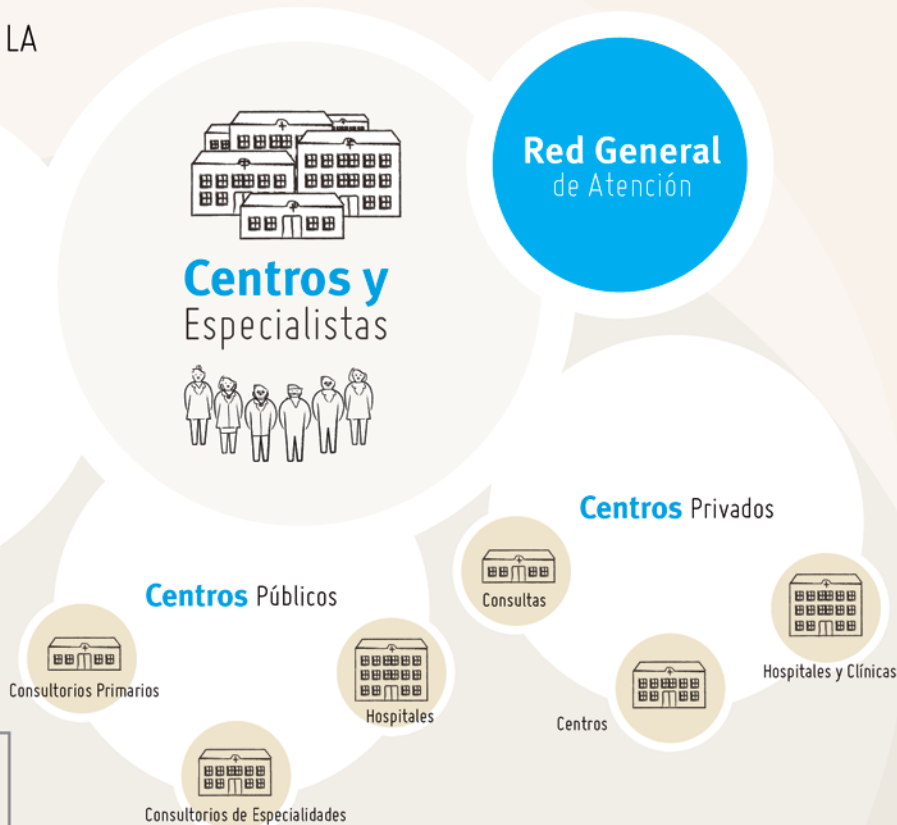 LA
Red General
de Atención
Centros y
Especialistas
Centros Privados
Consultas
Hospitales y Clínicas
Centros
Centros Públicos
Consultorios Primarios
Hospitales
Consultorios de Especialidades